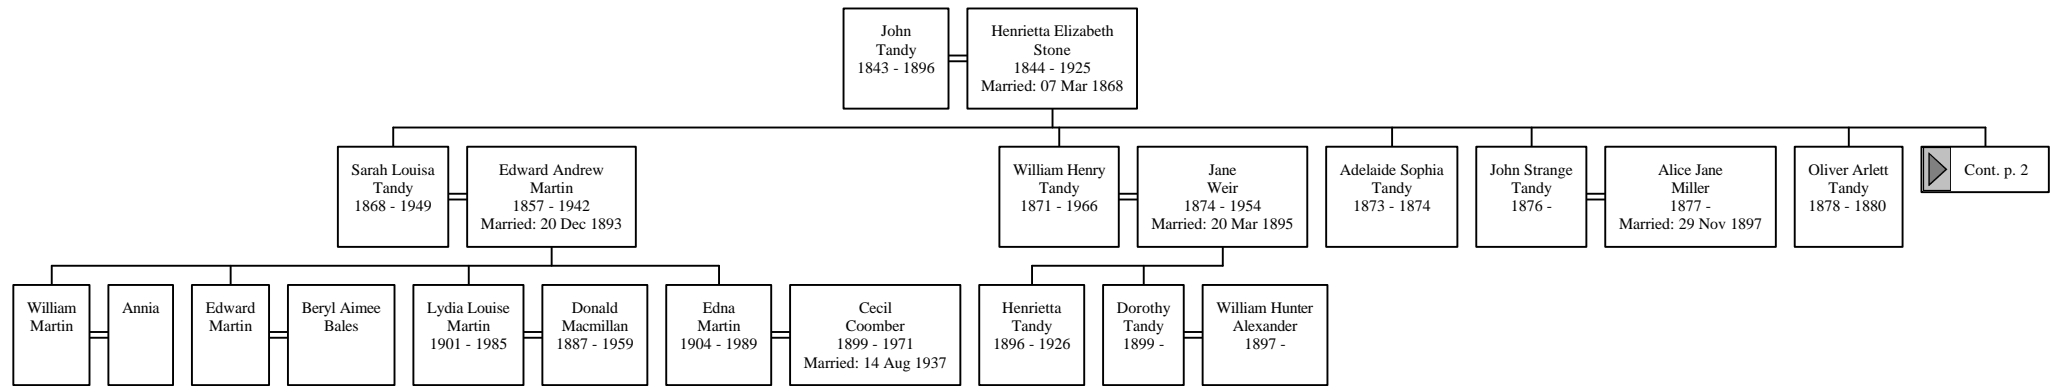 John
Tandy
1843 - 1896
Henrietta Elizabeth
Stone
1844 - 1925
Married: 07 Mar 1868
Sarah Louisa
Tandy
1868 - 1949
Edward Andrew
Martin
1857 - 1942
Married: 20 Dec 1893
William Henry
Tandy
1871 - 1966
Jane
Weir
1874 - 1954
Married: 20 Mar 1895
Adelaide Sophia
Tandy
1873 - 1874
John Strange
Tandy
1876 -
Alice Jane
Miller
1877 -
Married: 29 Nov 1897
Oliver Arlett
Tandy
1878 - 1880
Cont. p. 2
William
Martin
Annia
Edward
Martin
Beryl Aimee
Bales
Lydia Louise
Martin
1901 - 1985
Donald
Macmillan
1887 - 1959
Edna
Martin
1904 - 1989
Cecil
Coomber
1899 - 1971
Married: 14 Aug 1937
Henrietta
Tandy
1896 - 1926
Dorothy
Tandy
1899 -
William Hunter
Alexander
1897 -